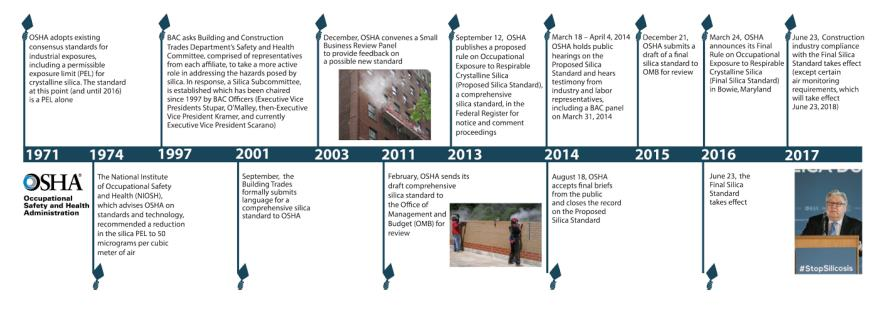 OSHA adopts existing
consensus standards for
industrial exposures,
including a permissible
exposure limit (PEL) for
crystalline silica. The standard
at this point (and until 2016)
is a PEL alone
BAC asks Building and Construction
Trades Department's Safety and Health
Committee, comprised of representatives
from each affiliate, to take a more active
role in addressing the hazards posed by
silica. In response, a Silica Subcommittee,
is established which has been chaired
since 1997 by BAC Officers (Executive Vice
Presidents Stupar, O'Malley, then-Executive
Vice President Kramer, and currently
Executive Vice President Scarano)
December, OSHA convenes a Small
Business Review Panel
to provide feedback on
a possible new standard
September 12, OSHA
publishes a proposed
rule on Occupational
Exposure to Respirable
Crystalline Silica
(Proposed Silica Standard),
a comprehensive
silica standard, in the
Federal Register for
notice and comment
proceedings
March 18 – April 4, 2014
OSHA holds public
hearings on the
Proposed Silica
Standard and hears
testimony from
industry and labor
representatives,
including a BAC panel
on March 31, 2014
December 21,
OSHA submits a
draft of a final
silica standard to
OMB for review
March 24, OSHA
announces its Final
Rule on Occupational
Exposure to Respirable
Crystalline Silica
(Final Silica Standard)
in Bowie, Maryland
June 23, Construction
industry compliance
with the Final Silica
Standard takes effect
(except certain
air monitoring
requirements, which
will take effect
June 23, 2018)
1971 1974 1997 2001 2003 2011 2013 2014 2015 2016 2017
OSHA
Occupational
Safety and Health
Administration
The National Institute
of Occupational Safety
and Health (NIOSH),
which advises OSHA on
standards and technology,
recommended a reduction
in the silica PEL to 50
micrograms per cubic
meter of air
September, the
Building Trades
formally submits
language for a
comprehensive silica
standard to OSHA
February, OSHA sends its
draft comprehensive
silica standard to
the Office of
Management and
Budget (OMB) for
review
August 18, OSHA
accepts final briefs
from the public
and closes the record
on the Proposed
Silica Standard
June 23, the
Final Silica
Standard
takes effect
#StopSilicosis